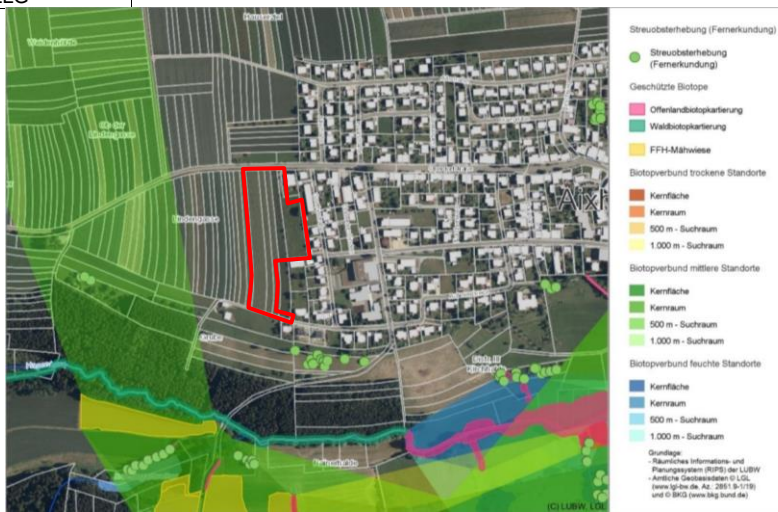 Streuobsterhebung (Fernerkundung)
Streuobsterhebung
(Fernerkundung)
Geschützte Biotope
Offenlandbiotopkartierung
Waldbiotopkartierung
FFH-Mähwiese
Biotopverbund trockene Standorte
Kernfläche
Kernraum
500 m - Suchraum
1.000 m - Suchraum
Biotopverbund mittlere Standorte
Kernfläche
Kernraum
500 m - Suchraum
1.000 m - Suchraum
Biotopverbund feuchte Standorte
Kernfläche
Kernraum
500 m - Suchraum
1.000 m - Suchraum
Grundlage:
- Räumliches Informations- und
Planungssystem (RIPS) der LUBW
- Amtliche Geobasisdaten © LGL
(www.lgl-bw.de, Az.: 2851.9-1/19)
und © BKG (www.bkg.bund.de)
Lindengasse
Lindengasse
Aixh
(C) LUBW, LGL